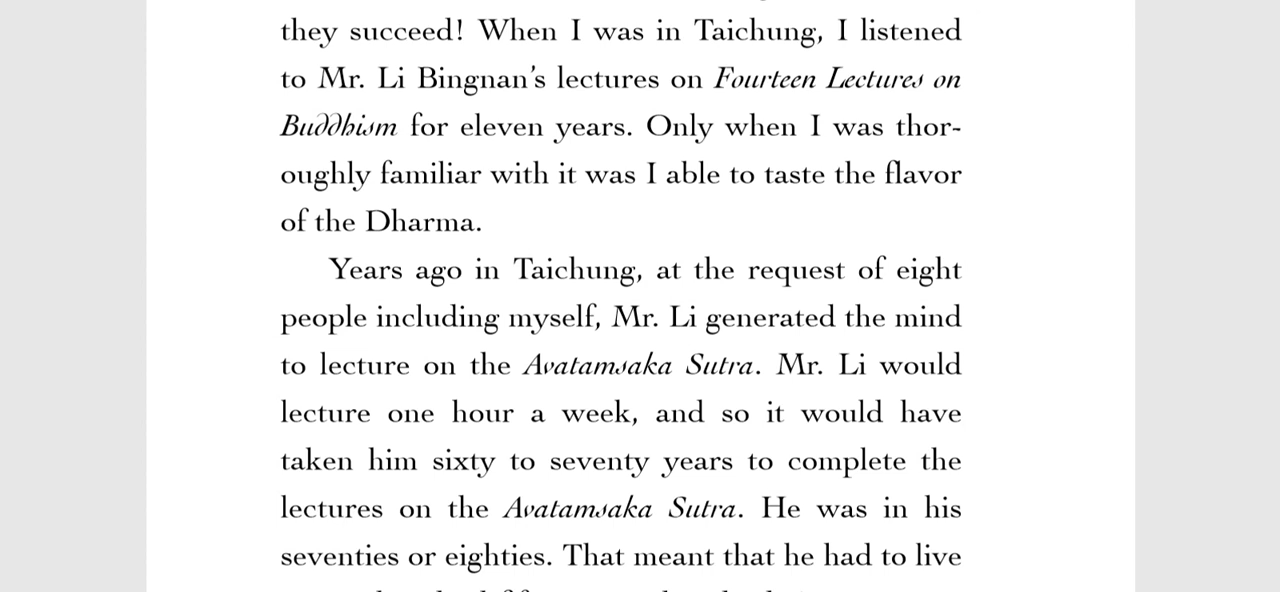 they succeed! When I was in Taichung, I listened
to Mr. Li Bingnan’s lectures on Fourteen Lectures on
Buddhism for eleven years. Only when I was thor-
oughly familiar with it was I able to taste the flavor
of the Dharma.
Years ago in Taichung, at the request of eight
people including myself, Mr. Li generated the mind
to lecture on the Avatamsaka Sutra. Mr. Li would
lecture one hour a week, and so it would have
taken him sixty to seventy years to complete the
lectures on the Avatamsaka Sutra. He was in his
seventies or eighties. That meant that he had to live